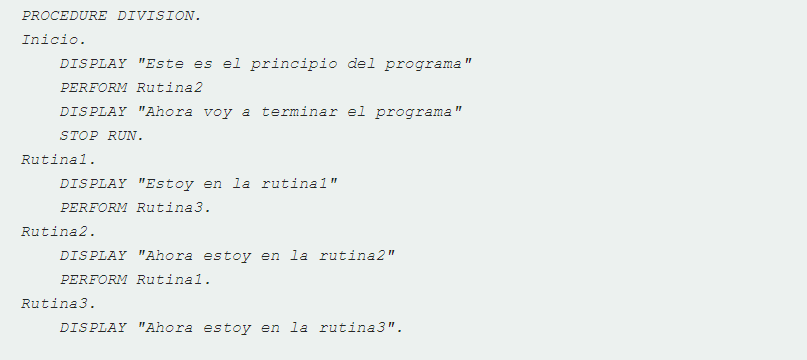 PROCEDURE DIVISION.
Inicio.
DISPLAY "Este es el principio del programa"
PERFORM Rutina2
DISPLAY "Ahora voy a terminar el programa"
STOP RUN.
Rutina1.
DISPLAY "Estoy en la rutina1"
PERFORM Rutina3.
Rutina2.
DISPLAY "Ahora estoy en la rutina2"
PERFORM Rutina1.
Rutina3.
DISPLAY "Ahora estoy en la rutina3".